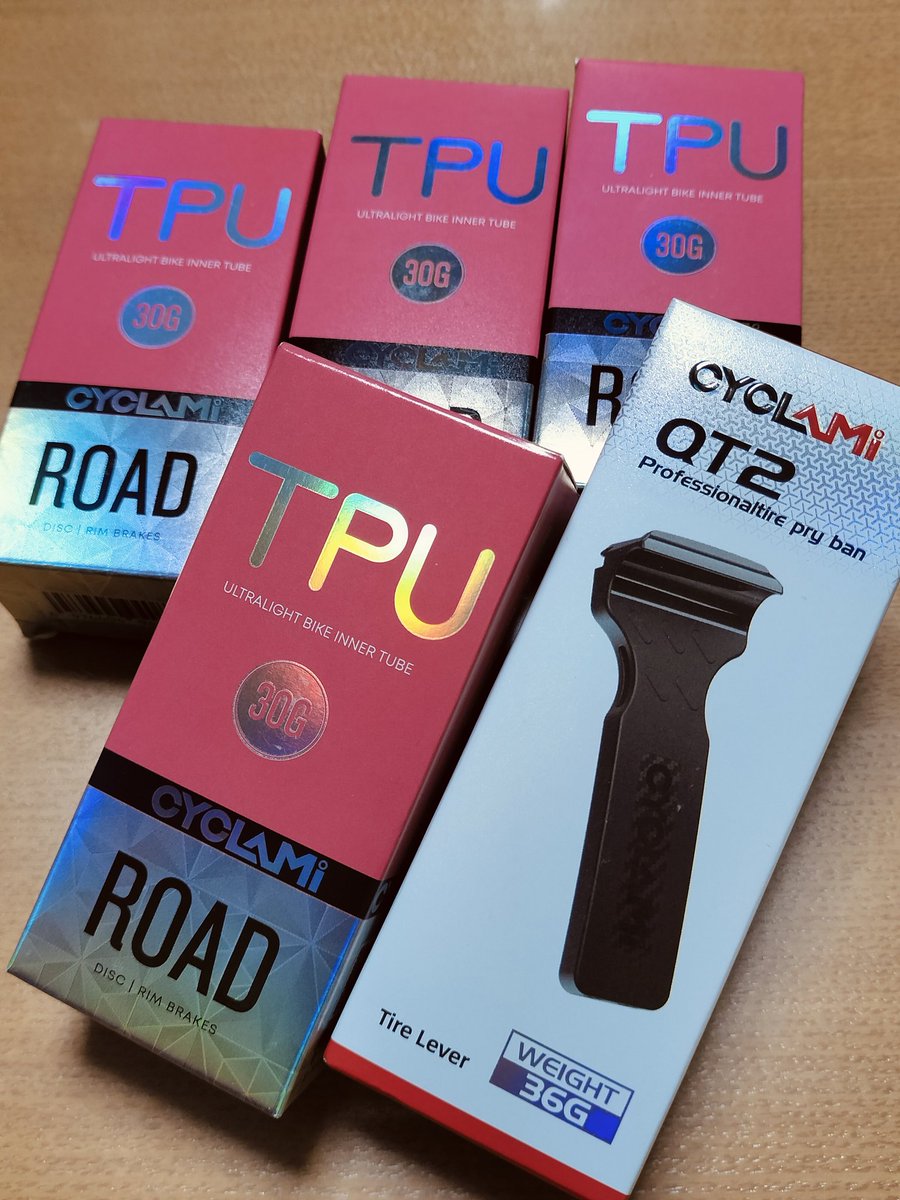 TPU
ULTRALIGHT BIKE INNER TUBE
30G
CYCLAMi
ROAD
DISC | RIM BRAKES
TPU
ULTRALIGHT BIKE INNER TUBE
30G
CYCLAMi
TPU
ULTRALIGHT BIKE INNER TUBE
30G
CYCLAMi
TPU
ULTRALIGHT BIKE INNER TUBE
30G
CYCLAMi
ROAD
DISC | RIM BRAKES
CYCLAMi
QT2
Professionaltire pry ban
Tire Lever
WEIGHT
36G